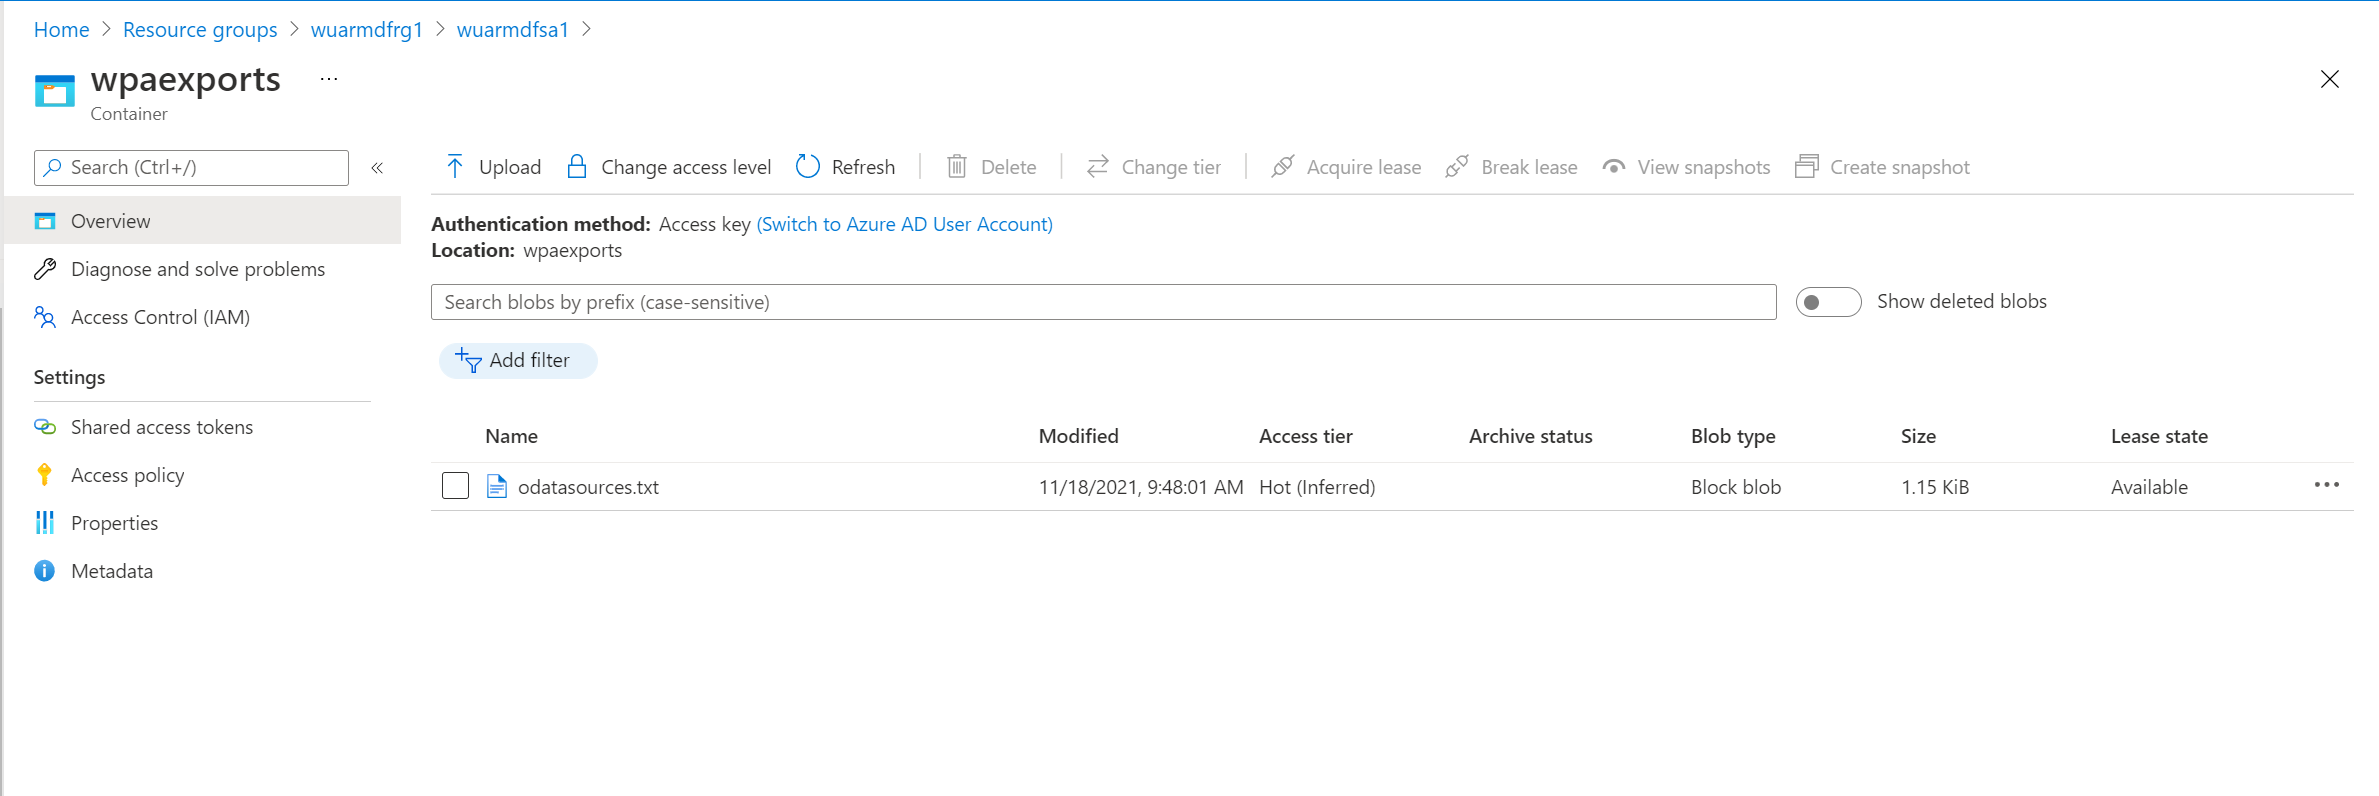 Home > Resource groups > wuarmdfrg1 > wuarmdfsa1 >
wpaexports ...
Container
Search (Ctrl+/) «
Upload Change access level Refresh Delete Change tier Acquire lease Break lease View snapshots Create snapshot
Overview
Diagnose and solve problems
Access Control (IAM)
Settings
Shared access tokens
Access policy
Properties
Metadata
Authentication method: Access key (Switch to Azure AD User Account)
Location: wpaexports
Search blobs by prefix (case-sensitive) Show deleted blobs
Add filter
Name Modified Access tier Archive status Blob type Size Lease state
odatasources.txt 11/18/2021, 9:48:01 AM Hot (Inferred) Block blob 1.15 KiB Available ...